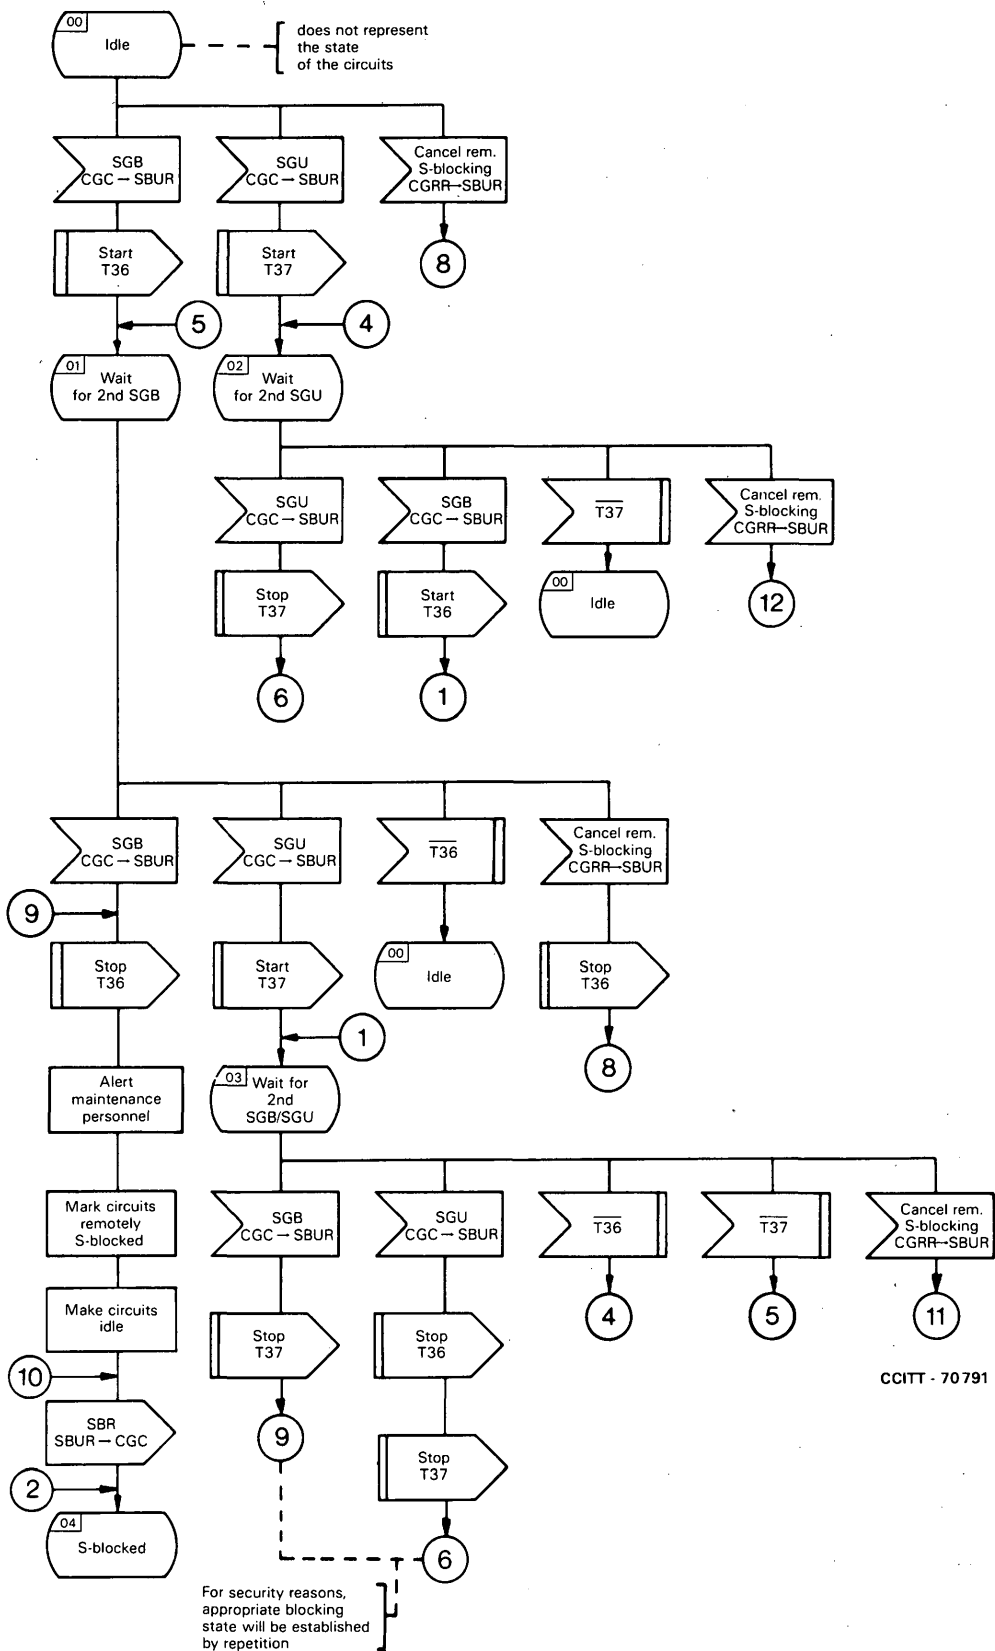 00
Idle
does not represent
the state
of the circuits
SGB
CGC → SBUR
SGU
CGC → SBUR
Cancel rem.
S-blocking
CGRR→SBUR
Start
T36
Start
T37
8
5
4
01
Wait
for 2nd SGB
02
Wait
for 2nd SGU
SGU
CGC → SBUR
SGB
CGC → SBUR
T37
Cancel rem.
S-blocking
CGRR→SBUR
Stop
T37
Start
T36
00
Idle
12
6
1
SGB
CGC → SBUR
SGU
CGC → SBUR
T36
Cancel rem.
S-blocking
CGRR→SBUR
9
Stop
T36
Start
T37
00
Idle
Stop
T36
1
8
Alert
maintenance
personnel
03
Wait for
2nd
SGB/SGU
Mark circuits
remotely
S-blocked
SGB
CGC → SBUR
SGU
CGC → SBUR
T36
T37
Cancel rem.
S-blocking
CGRR→SBUR
Make circuits
idle
Stop
T37
Stop
T36
4
5
11
10
CCITT - 70791
SBR
SBUR → CGC
9
Stop
T37
2
04
S-blocked
6
For security reasons,
appropriate blocking
state will be established
by repetition